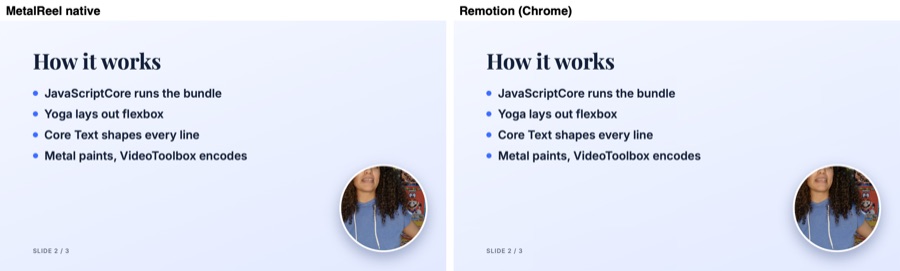 MetalReel native
How it works
JavaScriptCore runs the bundle
Yoga lays out flexbox
Core Text shapes every line
Metal paints, VideoToolbox encodes
SLIDE 2 / 3
Remotion (Chrome)
How it works
JavaScriptCore runs the bundle
Yoga lays out flexbox
Core Text shapes every line
Metal paints, VideoToolbox encodes
SLIDE 2 / 3